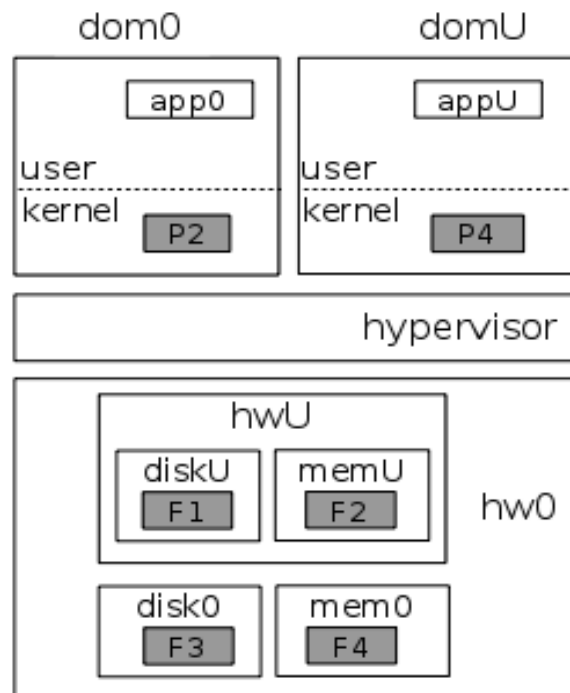 dom0 domU
app0 appU
user user
kernel kernel
P2 P4
hypervisor
hwU
diskU memU
F1 F2
hw0
disk0 mem0
F3 F4